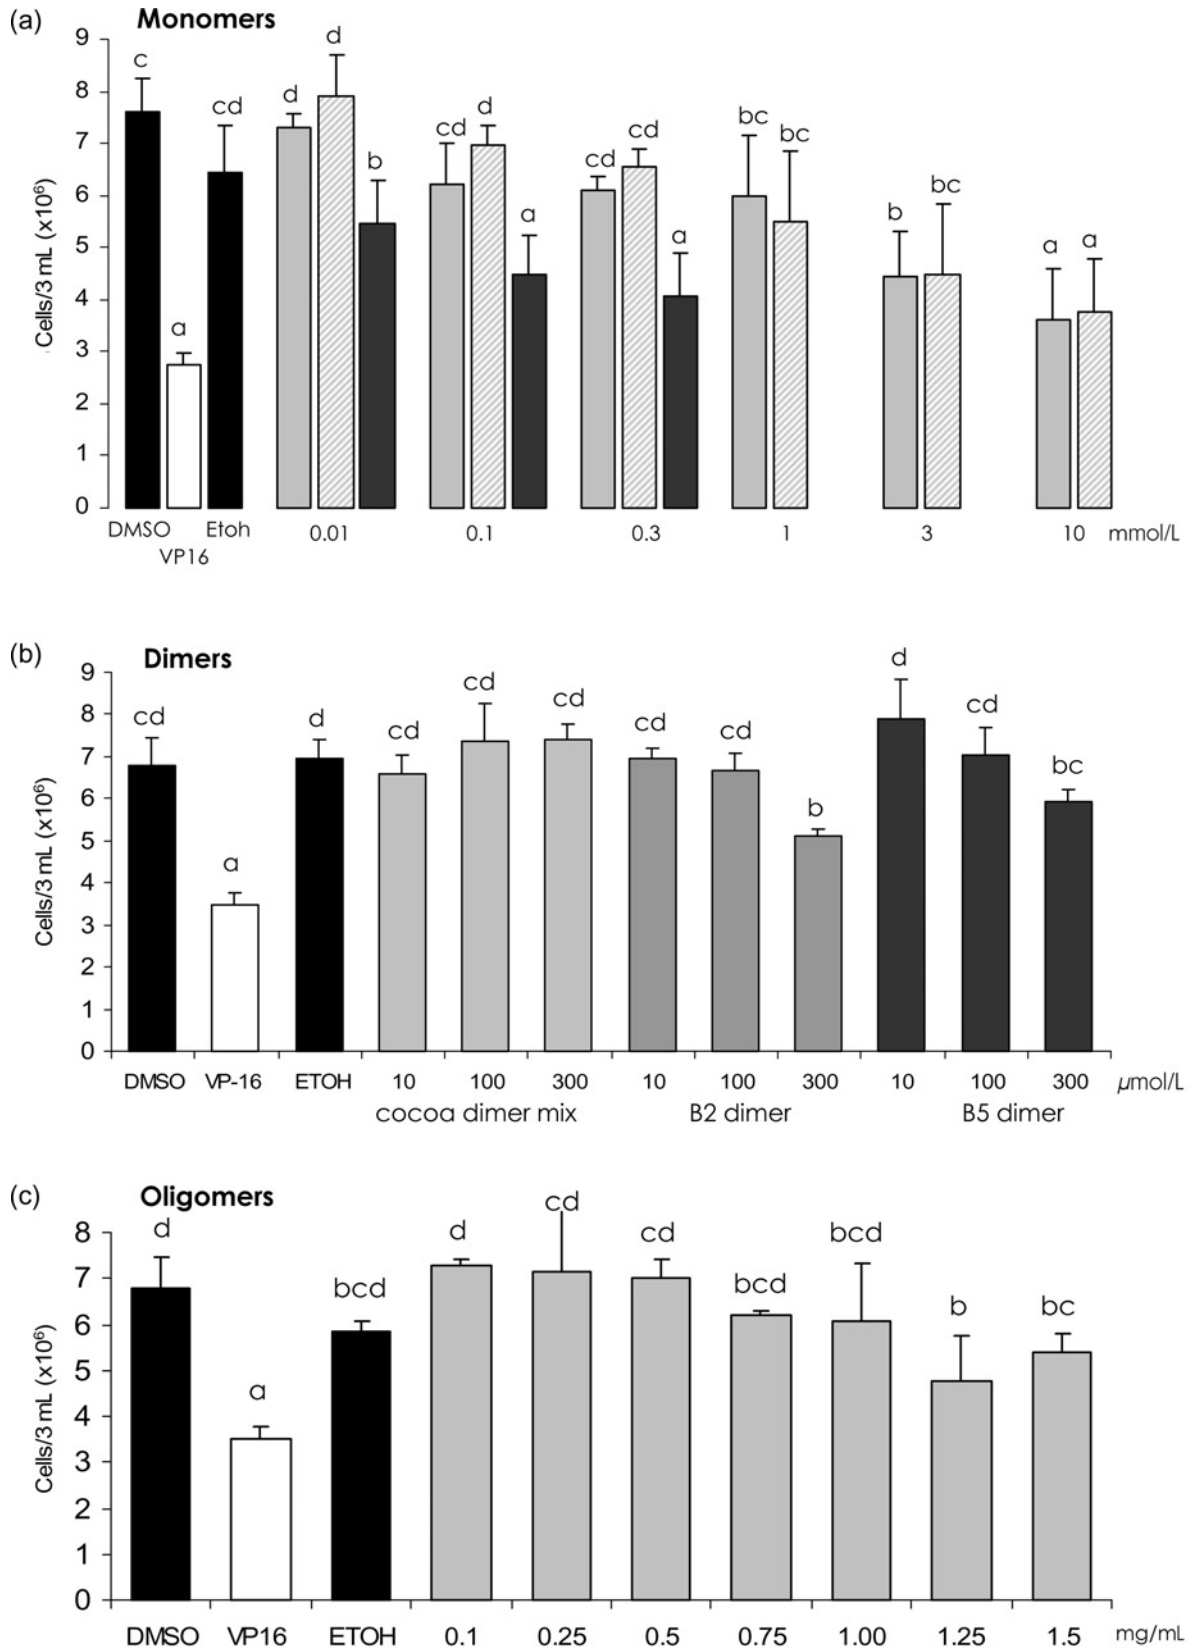 (a) Monomers
9
8
7
6
5
4
3
2
1
0
Cells/3 mL (x10⁶)
c
a
cd
d
d
b
cd
d
a
cd
cd
a
bc
bc
b
bc
a
a
DMSO VP16 Etoh 0.01 0.1 0.3 1 3 10 mmol/L
(b) Dimers
9
8
7
6
5
4
3
2
1
0
Cells/3 mL (x10⁶)
cd
a
d
cd
cd
cd
cd
cd
b
d
cd
bc
DMSO VP-16 ETOH 10 100 300 10 100 300 10 100 300 µmol/L
cocoa dimer mix B2 dimer B5 dimer
(c) Oligomers
8
7
6
5
4
3
2
1
0
Cells/3 mL (x10⁶)
d
a
bcd
d
cd
cd
bcd
bcd
b
bc
DMSO VP16 ETOH 0.1 0.25 0.5 0.75 1.00 1.25 1.5 mg/mL